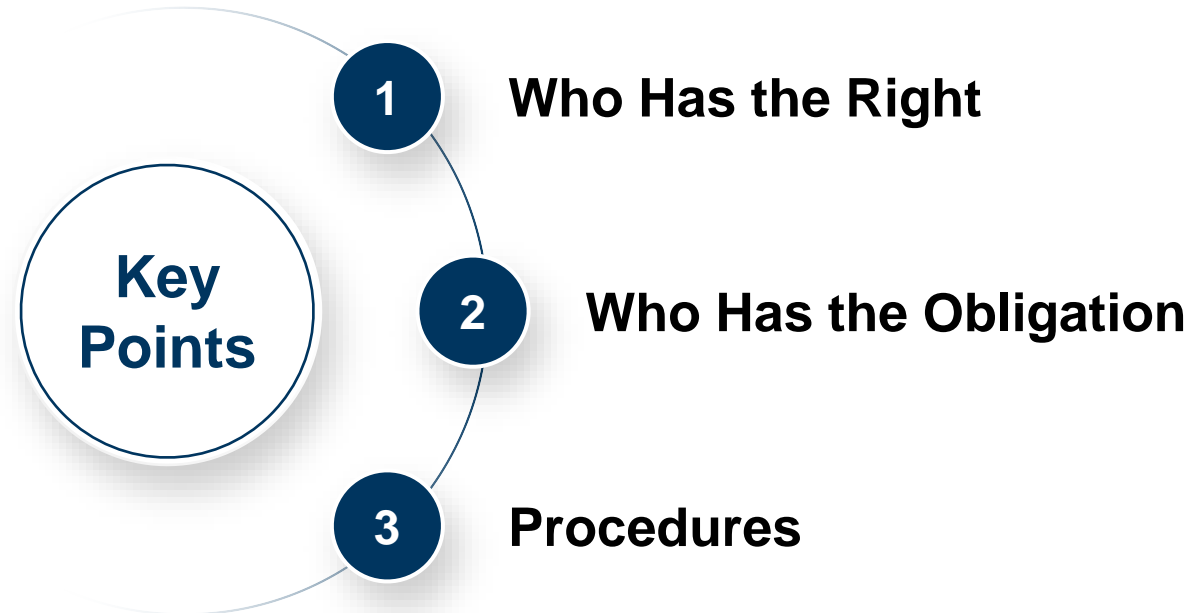 Key
Points
1
Who Has the Right
2
Who Has the Obligation
3
Procedures